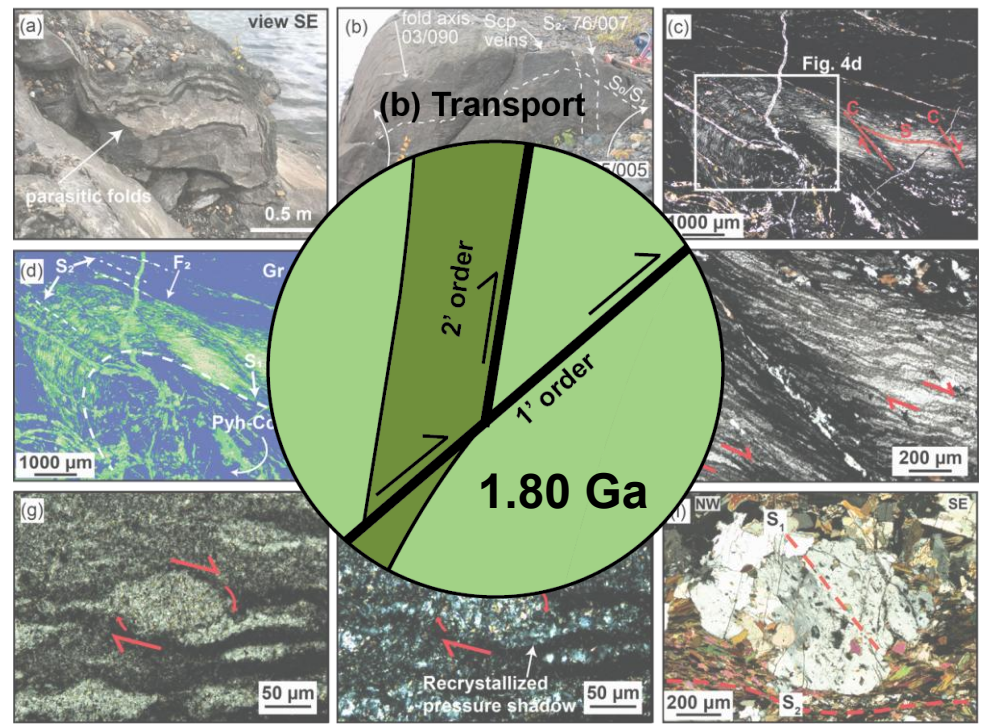 (a)
view SE
parasitic folds
0.5 m
(b)
fold axis:
03/090
Scp
veins
S₂: 76/007
S₀/S₁
5/005
(c)
Fig. 4d
C
S
C
1000 µm
(b) Transport
2' order
1' order
1.80 Ga
(d)
S₂
F₂
Gr
S₁
Pyh-Co
1000 µm
200 µm
(g)
50 µm
Recrystallized
pressure shadow
50 µm
NW
SE
S₁
S₂
200 µm